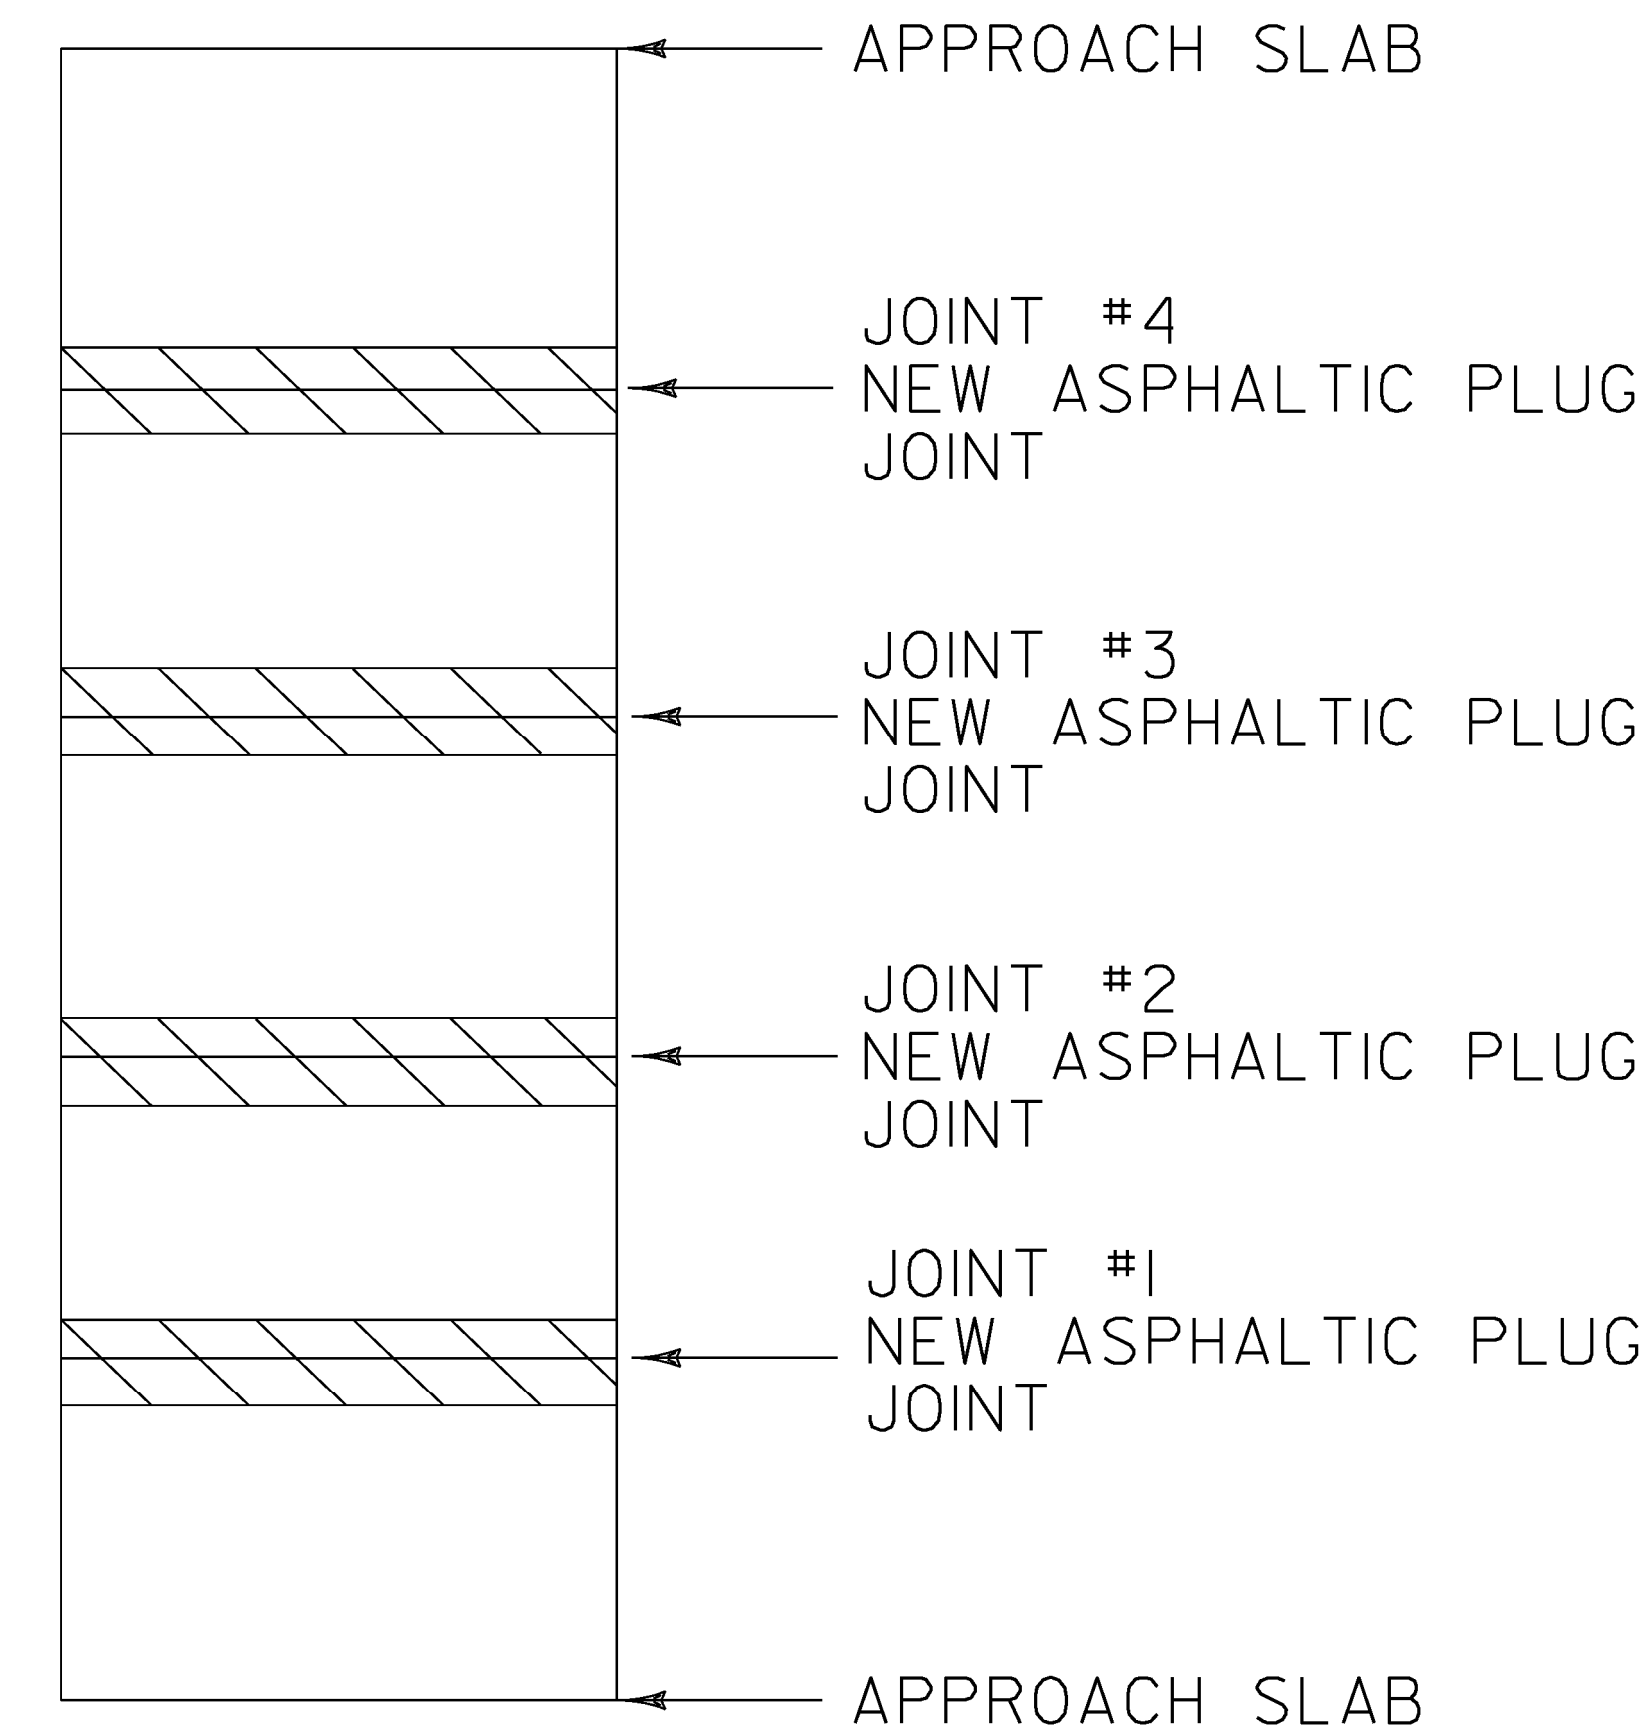 APPROACH SLAB
JOINT #4
NEW ASPHALTIC PLUG
JOINT
JOINT #3
NEW ASPHALTIC PLUG
JOINT
JOINT #2
NEW ASPHALTIC PLUG
JOINT
JOINT #1
NEW ASPHALTIC PLUG
JOINT
APPROACH SLAB